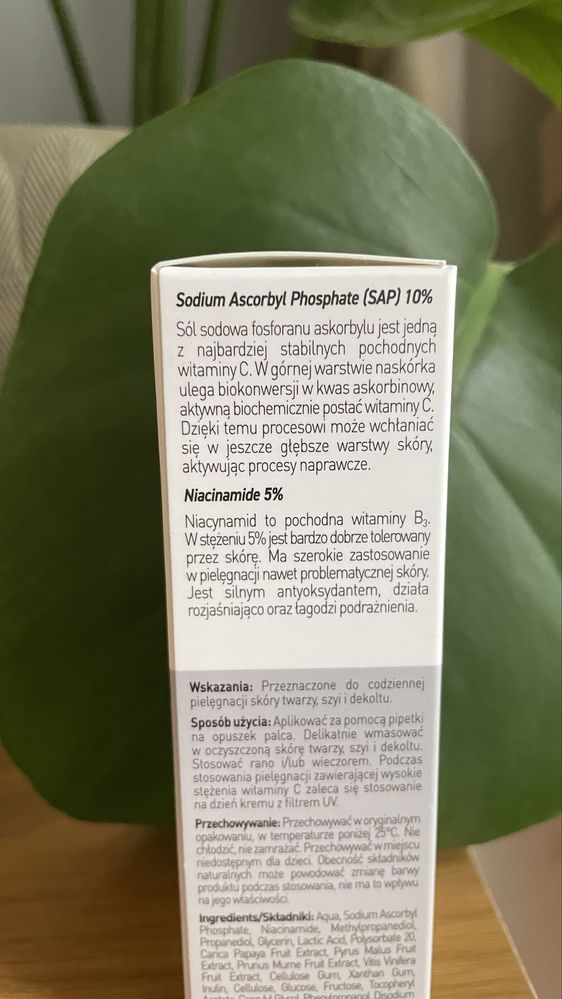 Sodium Ascorbyl Phosphate (SAP) 10%
Sól sodowa fosforanu askorbylu jest jedną
z najbardziej stabilnych pochodnych
witaminy C. W górnej warstwie naskórka
ulega biokonwersji w kwas askorbinowy,
aktywną biochemicznie postać witaminy C.
Dzięki temu procesowi może wchłaniać
się w jeszcze głębsze warstwy skóry,
aktywując procesy naprawcze.
Niacinamide 5%
Niacynamid to pochodna witaminy B₃.
W stężeniu 5% jest bardzo dobrze tolerowany
przez skórę. Ma szerokie zastosowanie
w pielęgnacji nawet problematycznej skóry.
Jest silnym antyoksydantem, działa
rozjaśniająco oraz łagodzi podrażnienia.
Wskazania: Przeznaczone do codziennej
pielęgnacji skóry twarzy, szyi i dekoltu.
Sposób użycia: Aplikować za pomocą pipetki
na opuszek palca. Delikatnie wmasować
w oczyszczoną skórę twarzy, szyi i dekoltu.
Stosować rano i/lub wieczorem. Podczas
stosowania pielęgnacji zawierającej wysokie
stężenia witaminy C zaleca się stosowanie
na dzień kremu z filtrem UV.
Przechowywanie: Przechowywać w oryginalnym
opakowaniu, w temperaturze poniżej 25°C. Nie
chłodzić, nie zamrażać. Przechowywać w miejscu
niedostępnym dla dzieci. Obecność składników
naturalnych może powodować zmianę barwy
produktu podczas stosowania, nie ma to wpływu
na jego właściwości.
Ingredients/Składniki: Aqua, Sodium Ascorbyl
Phosphate, Niacinamide, Methylpropanediol,
Propanediol, Glycerin, Lactic Acid, Polysorbate 20,
Carica Papaya Fruit Extract, Pyrus Malus Fruit
Extract, Prunus Mume Fruit Extract, Vitis Vinifera
Fruit Extract, Cellulose Gum, Xanthan Gum,
Inulin, Cellulose, Glucose, Fructose, Tocopheryl
Acetate, Caprylyl Glycol, Phenylpropanol, Disodium